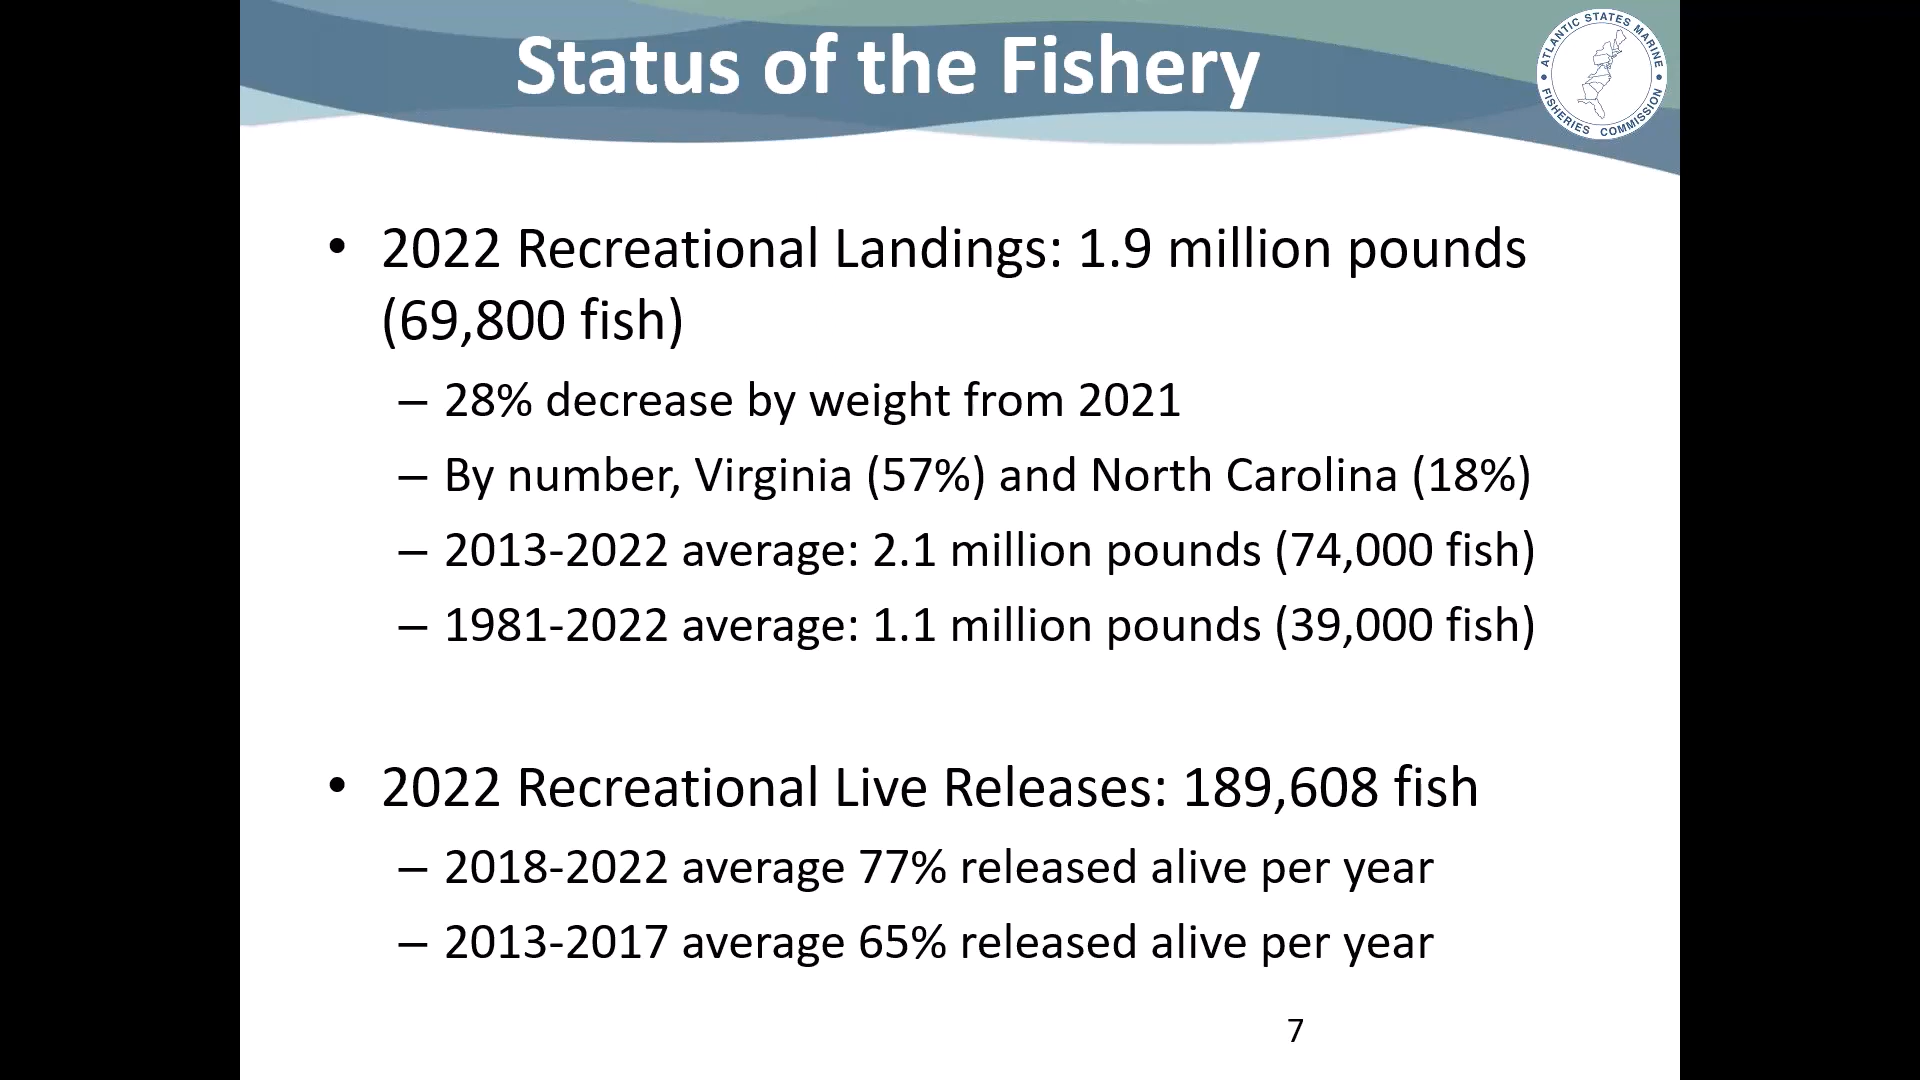 Status of the Fishery
ATLANTIC STATES MARINE
FISHERIES COMMISSION
• 2022 Recreational Landings: 1.9 million pounds
(69,800 fish)
– 28% decrease by weight from 2021
– By number, Virginia (57%) and North Carolina (18%)
– 2013-2022 average: 2.1 million pounds (74,000 fish)
– 1981-2022 average: 1.1 million pounds (39,000 fish)
• 2022 Recreational Live Releases: 189,608 fish
– 2018-2022 average 77% released alive per year
– 2013-2017 average 65% released alive per year
7